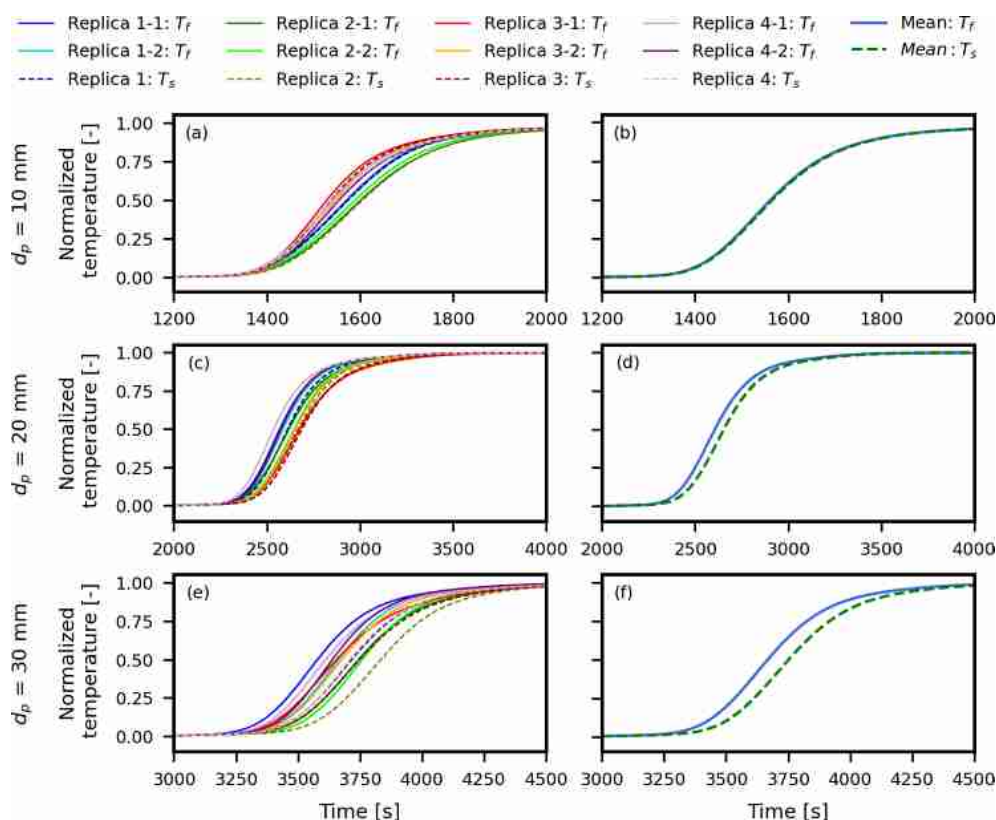 Replica 1-1: T_f Replica 2-1: T_f Replica 3-1: T_f Replica 4-1: T_f Mean: T_f
Replica 1-2: T_f Replica 2-2: T_f Replica 3-2: T_f Replica 4-2: T_f Mean: T_s
Replica 1: T_s Replica 2: T_s Replica 3: T_s Replica 4: T_s
d_p = 10 mm
Normalized
temperature [-]
1.00
0.75
0.50
0.25
0.00
(a)
1200 1400 1600 1800 2000
(b)
1200 1400 1600 1800 2000
d_p = 20 mm
Normalized
temperature [-]
1.00
0.75
0.50
0.25
0.00
(c)
2000 2500 3000 3500 4000
(d)
2000 2500 3000 3500 4000
d_p = 30 mm
Normalized
temperature [-]
1.00
0.75
0.50
0.25
0.00
(e)
3000 3250 3500 3750 4000 4250 4500
Time [s]
(f)
3000 3250 3500 3750 4000 4250 4500
Time [s]